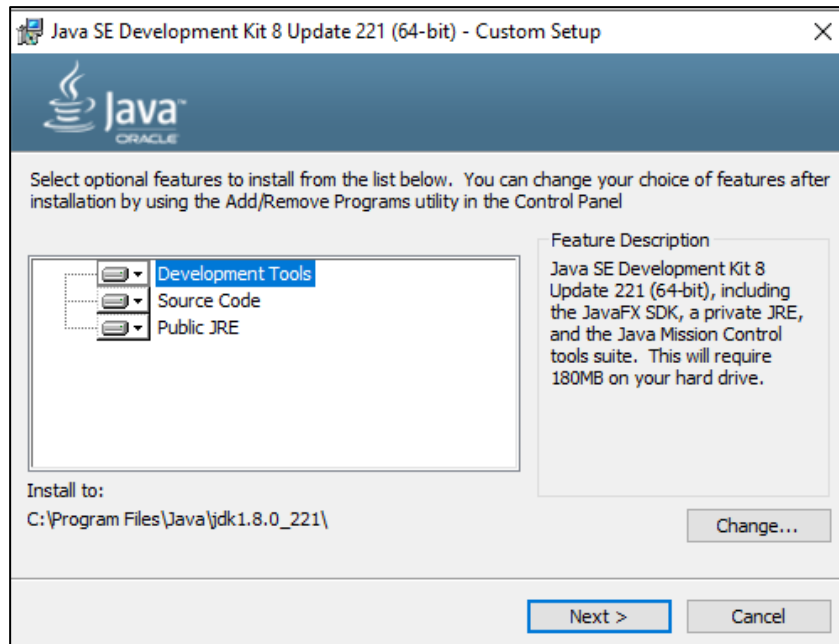 Java SE Development Kit 8 Update 221 (64-bit) - Custom Setup
Java™
ORACLE
Select optional features to install from the list below.  You can change your choice of features after
installation by using the Add/Remove Programs utility in the Control Panel
Development Tools
Source Code
Public JRE
Feature Description
Java SE Development Kit 8
Update 221 (64-bit), including
the JavaFX SDK, a private JRE,
and the Java Mission Control
tools suite.  This will require
180MB on your hard drive.
Install to:
C:\Program Files\Java\jdk1.8.0_221\
Change...
Next >
Cancel